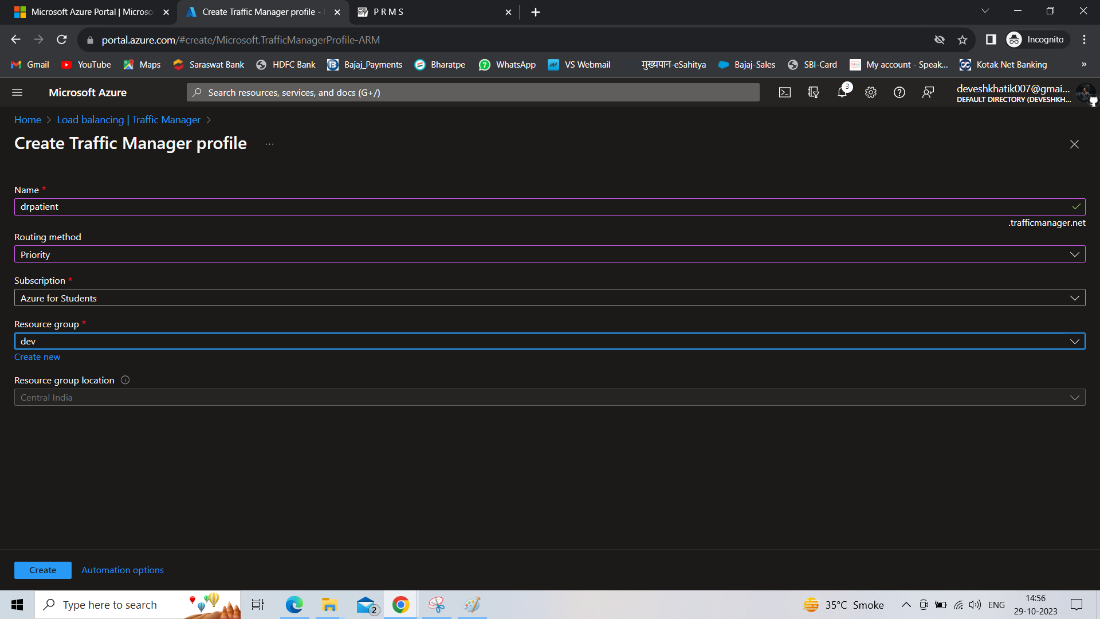 Microsoft Azure Portal | Microso
Create Traffic Manager profile -
P R M S
portal.azure.com/#create/Microsoft.TrafficManagerProfile-ARM
Incognito
Gmail
YouTube
Maps
Saraswat Bank
HDFC Bank
Bajaj_Payments
Bharatpe
WhatsApp
VS Webmail
मुख्यपान-eSahitya
Bajaj-Sales
SBI-Card
My account - Speak...
Kotak Net Banking
»
Microsoft Azure
Search resources, services, and docs (G+/)
3
deveshkhatik007@gmai...
DEFAULT DIRECTORY (DEVESHKH...
Home > Load balancing | Traffic Manager >
Create Traffic Manager profile ...
Name *
drpatient
.trafficmanager.net
Routing method
Priority
Subscription *
Azure for Students
Resource group *
dev
Create new
Resource group location
Central India
Create
Automation options
Type here to search
2
35°C Smoke
ENG
14:56
29-10-2023